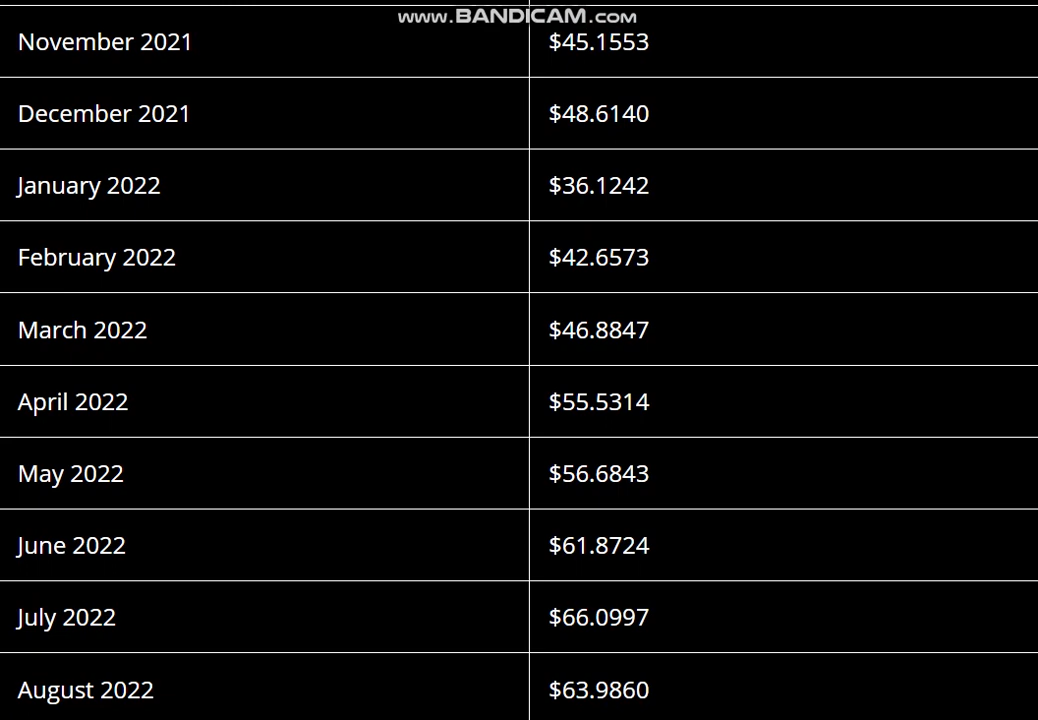 www.BANDICAM.com
November 2021 $45.1553
December 2021 $48.6140
January 2022 $36.1242
February 2022 $42.6573
March 2022 $46.8847
April 2022 $55.5314
May 2022 $56.6843
June 2022 $61.8724
July 2022 $66.0997
August 2022 $63.9860